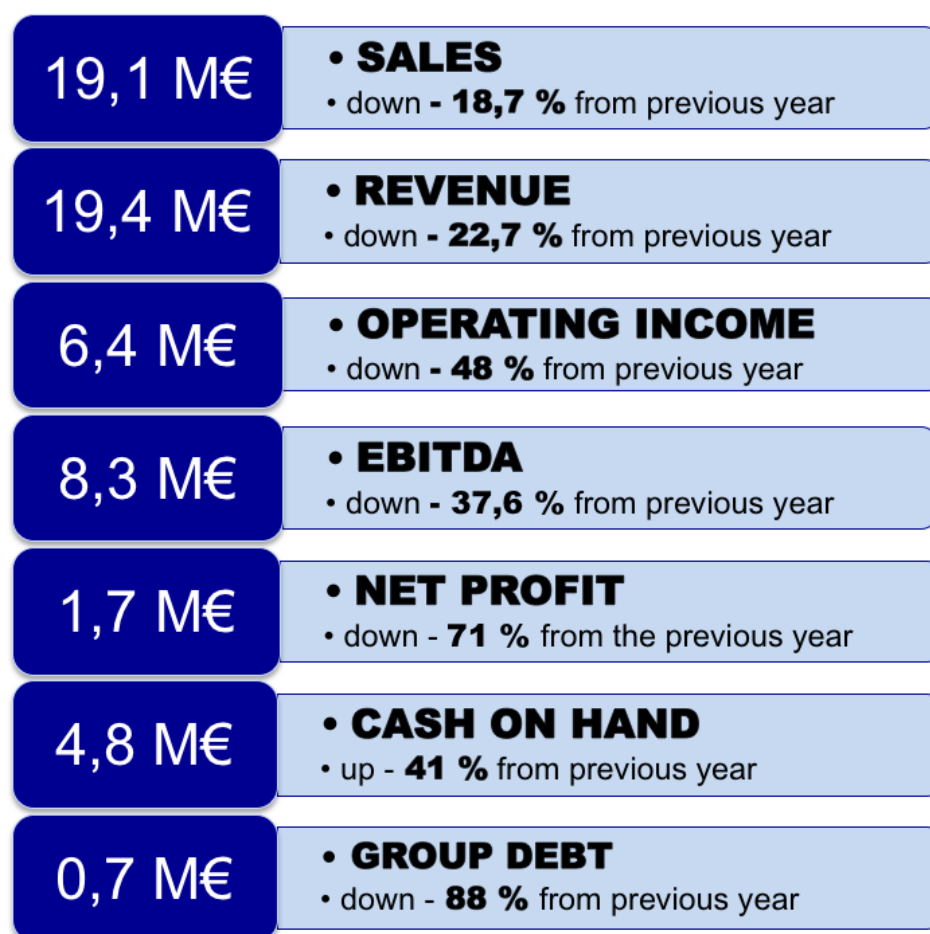 19,1 M€
• SALES
• down - 18,7 % from previous year
19,4 M€
• REVENUE
• down - 22,7 % from previous year
6,4 M€
• OPERATING INCOME
• down - 48 % from previous year
8,3 M€
• EBITDA
• down - 37,6 % from previous year
1,7 M€
• NET PROFIT
• down - 71 % from the previous year
4,8 M€
• CASH ON HAND
• up - 41 % from previous year
0,7 M€
• GROUP DEBT
• down - 88 % from previous year